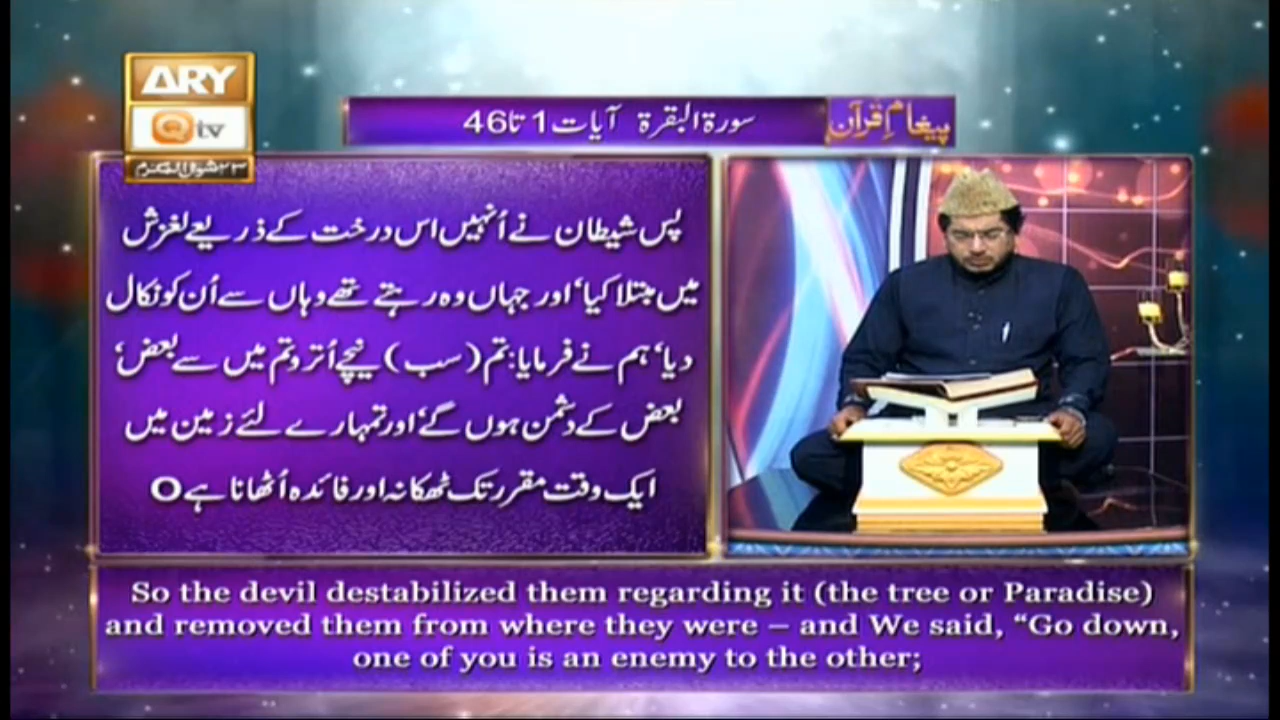 ARY
Qtv
۲۳ شوال المکرم
پیغامِ قرآن
سورۃ البقرۃ آیات 1 تا 46
پس شیطان نے اُنہیں اس درخت کے ذریعے لغزش
میں مبتلا کیا‘ اور جہاں وہ رہتے تھے وہاں سے اُن کو نکال
دیا‘ ہم نے فرمایا: تم (سب) نیچے اُترو تم میں سے بعض‘
بعض کے دشمن ہوں گے‘ اور تمہارے لئے زمین میں
ایک وقت مقرر تک ٹھکانہ اور فائدہ اُٹھانا ہے O
So the devil destabilized them regarding it (the tree or Paradise)
and removed them from where they were – and We said, “Go down,
one of you is an enemy to the other;